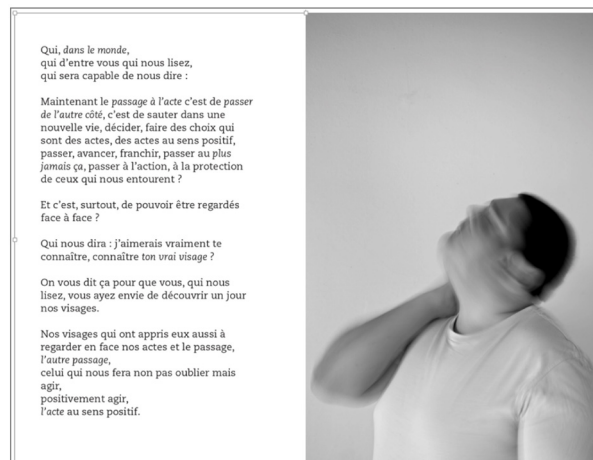 Qui, dans le monde,
qui d'entre vous qui nous lisez,
qui sera capable de nous dire :
Maintenant le passage à l'acte c'est de passer
de l'autre côté, c'est de sauter dans une
nouvelle vie, décider, faire des choix qui
sont des actes, des actes au sens positif,
passer, avancer, franchir, passer au plus
jamais ça, passer à l'action, à la protection
de ceux qui nous entourent ?
Et c'est, surtout, de pouvoir être regardés
face à face ?
Qui nous dira : j'aimerais vraiment te
connaître, connaître ton vrai visage ?
On vous dit ça pour que vous, qui nous
lisez, vous ayez envie de découvrir un jour
nos visages.
Nos visages qui ont appris eux aussi à
regarder en face nos actes et le passage,
l'autre passage,
celui qui nous fera non pas oublier mais
agir,
positivement agir,
l'acte au sens positif.